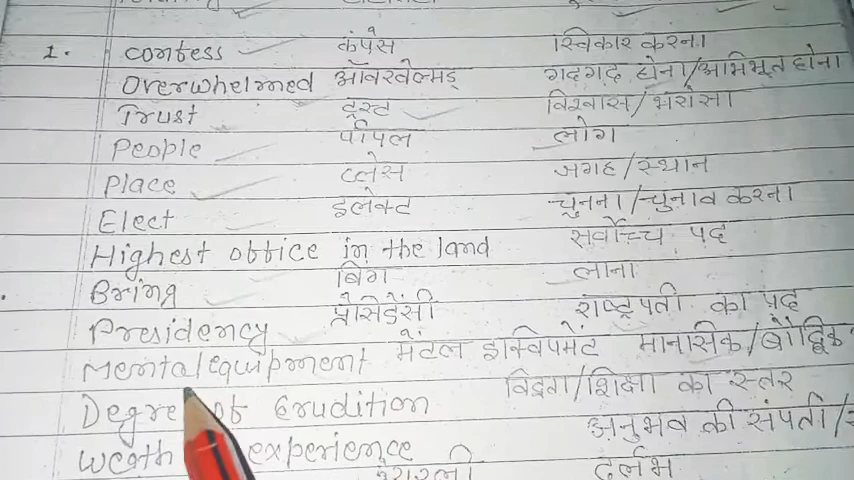 1. confess कंपेस स्विकार करना
Overwhelmed ऑवरवेल्मड् गदगद होना/अभिभूत होना
Trust ट्रस्ट विश्वास/भरोसा
People पीपल लोग
Place प्लेस जगह/स्थान
Elect इलेक्ट चुनना/चुनाव करना
Highest office in the land सर्वोच्च पद
Bring बिंग लाना
Presidency प्रेसिडेंसी राष्ट्रपती का पद
Mental equipment मेंटल इक्विपमेंट मानसिक/बौद्धिक
Degre of Erudition विद्वता/शिक्षा का स्तर
Weath experience अनुभव की संपती/
दुर्लभ